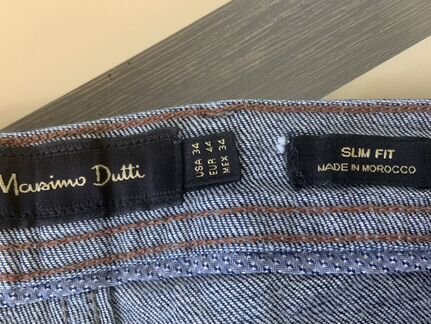 Massimo Dutti
USA 34
EUR 44
MEX 34
SLIM FIT
MADE IN MOROCCO